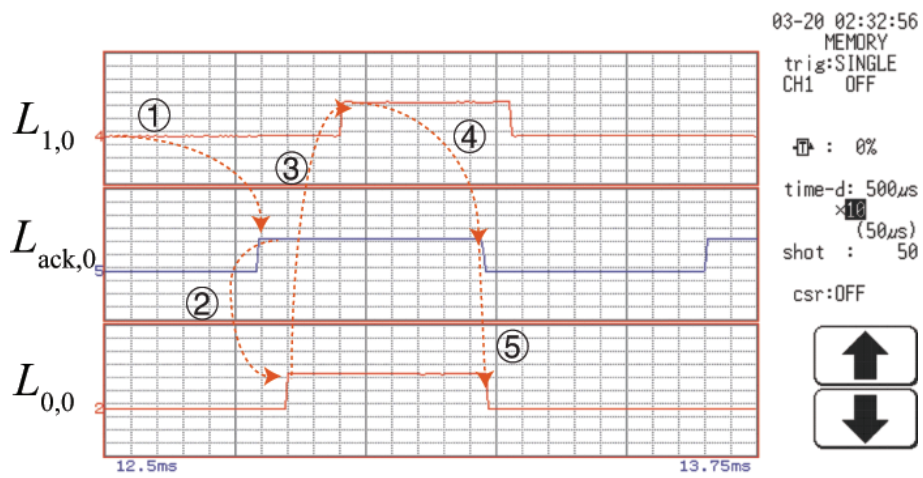 03-20 02:32:56
MEMORY
trig:SINGLE
CH1 OFF
T : 0%
time-d: 500µs
×10
(50µs)
shot : 50
csr:OFF
L1,0
4
①
③
④
Lack,0
5
②
⑤
L0,0
2
12.5ms
13.75ms